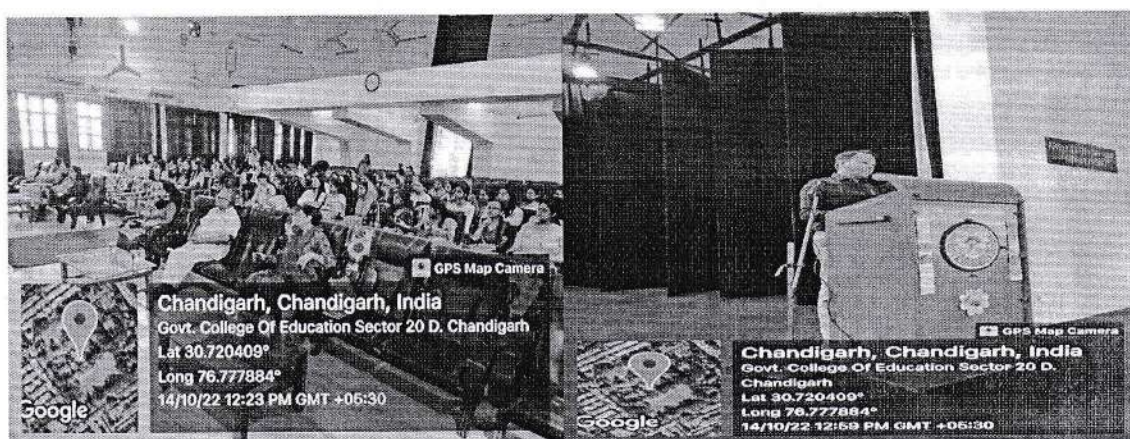 GPS Map Camera
Chandigarh, Chandigarh, India
Govt. College Of Education Sector 20 D. Chandigarh
Lat 30.720409°
Long 76.777884°
14/10/22 12:23 PM GMT +05:30
Google
GPS Map Camera
Chandigarh, Chandigarh, India
Govt. College Of Education Sector 20 D.
Chandigarh
Lat 30.720409°
Long 76.777884°
14/10/22 12:59 PM GMT +05:30
Google